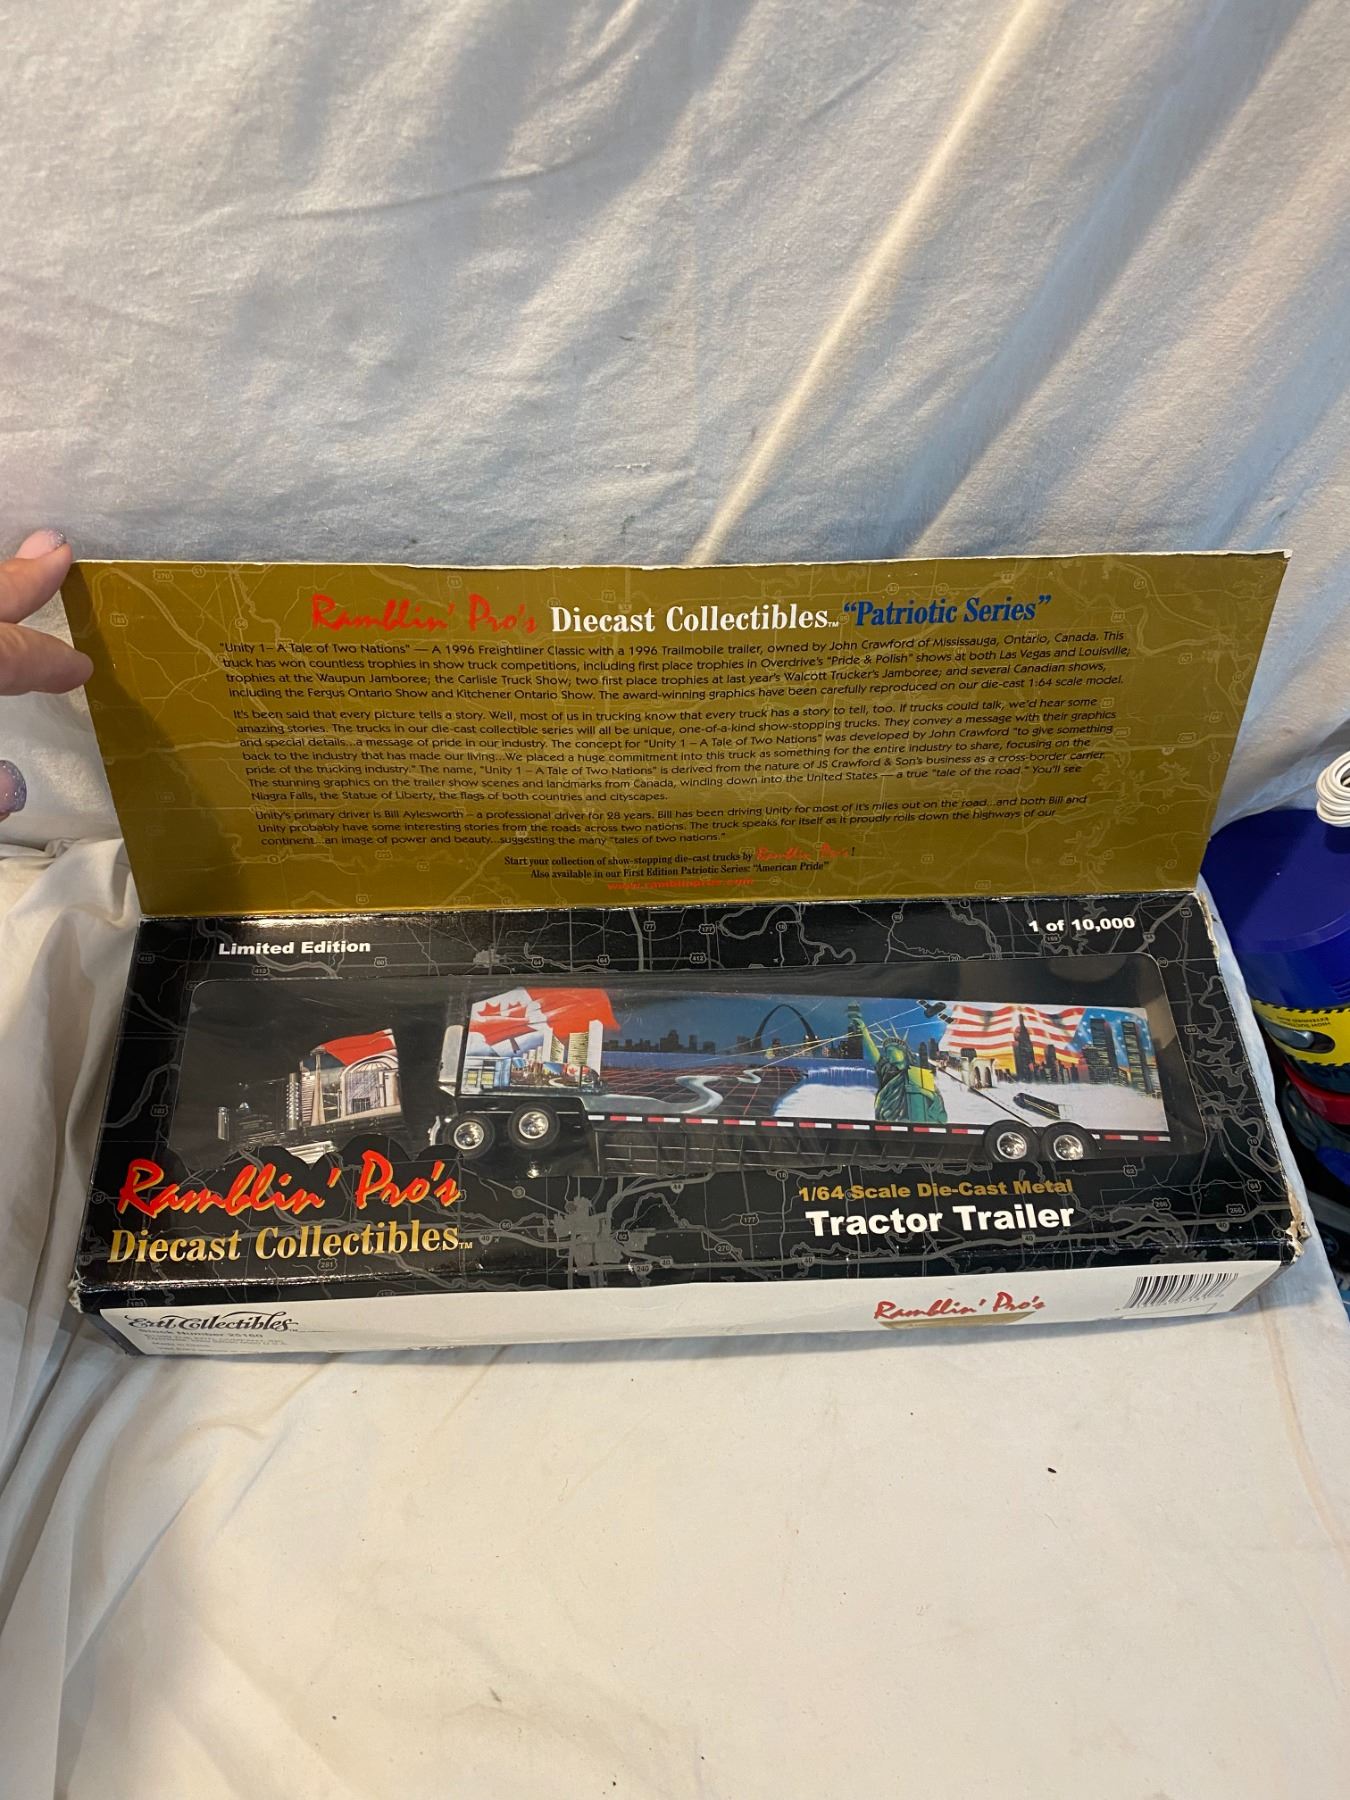 Ramblin' Pro's Diecast Collectibles™ "Patriotic Series"
"Unity 1– A Tale of Two Nations" — A 1996 Freightliner Classic with a 1996 Trailmobile trailer, owned by John Crawford of Mississauga, Ontario, Canada. This
truck has won countless trophies in show truck competitions, including first place trophies in Overdrive's "Pride & Polish" shows at both Las Vegas and Louisville;
trophies at the Waupun Jamboree; the Carlisle Truck Show; two first place trophies at last year's Walcott Trucker's Jamboree; and several Canadian shows,
including the Fergus Ontario Show and Kitchener Ontario Show. The award-winning graphics have been carefully reproduced on our die-cast 1:64 scale model.
It's been said that every picture tells a story. Well, most of us in trucking know that every truck has a story to tell, too. If trucks could talk, we'd hear some
amazing stories. The trucks in our die-cast collectible series will all be unique, one-of-a-kind show-stopping trucks. They convey a message with their graphics
and special details...a message of pride in our industry. The concept for "Unity 1 – A Tale of Two Nations" was developed by John Crawford "to give something
back to the industry that has made our living...We placed a huge commitment into this truck as something for the entire industry to share, focusing on the
pride of the trucking industry." The name, "Unity 1 – A Tale of Two Nations" is derived from the nature of JS Crawford & Son's business as a cross-border carrier.
The stunning graphics on the trailer show scenes and landmarks from Canada, winding down into the United States — a true "tale of the road." You'll see
Niagra Falls, the Statue of Liberty, the flags of both countries and cityscapes.
Unity's primary driver is Bill Aylesworth – a professional driver for 28 years. Bill has been driving Unity for most of it's miles out on the road...and both Bill and
Unity probably have some interesting stories from the roads across two nations. The truck speaks for itself as it proudly rolls down the highways of our
continent...an image of power and beauty...suggesting the many "tales of two nations."
Start your collection of show-stopping die-cast trucks by Ramblin' Pro's!
Also available in our First Edition Patriotic Series: "American Pride"
www.ramblinpros.com
Limited Edition
1 of 10,000
Ramblin' Pro's
Diecast Collectibles™
1/64 Scale Die-Cast Metal
Tractor Trailer
Ertl Collectibles™
Stock Number 25160
Ramblin' Pro's